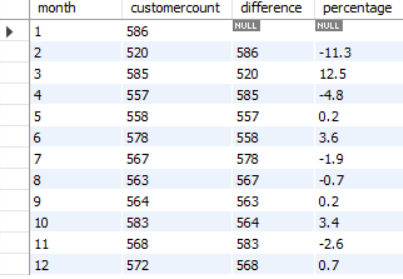 month customercount difference percentage
1 586 NULL NULL
2 520 586 -11.3
3 585 520 12.5
4 557 585 -4.8
5 558 557 0.2
6 578 558 3.6
7 567 578 -1.9
8 563 567 -0.7
9 564 563 0.2
10 583 564 3.4
11 568 583 -2.6
12 572 568 0.7